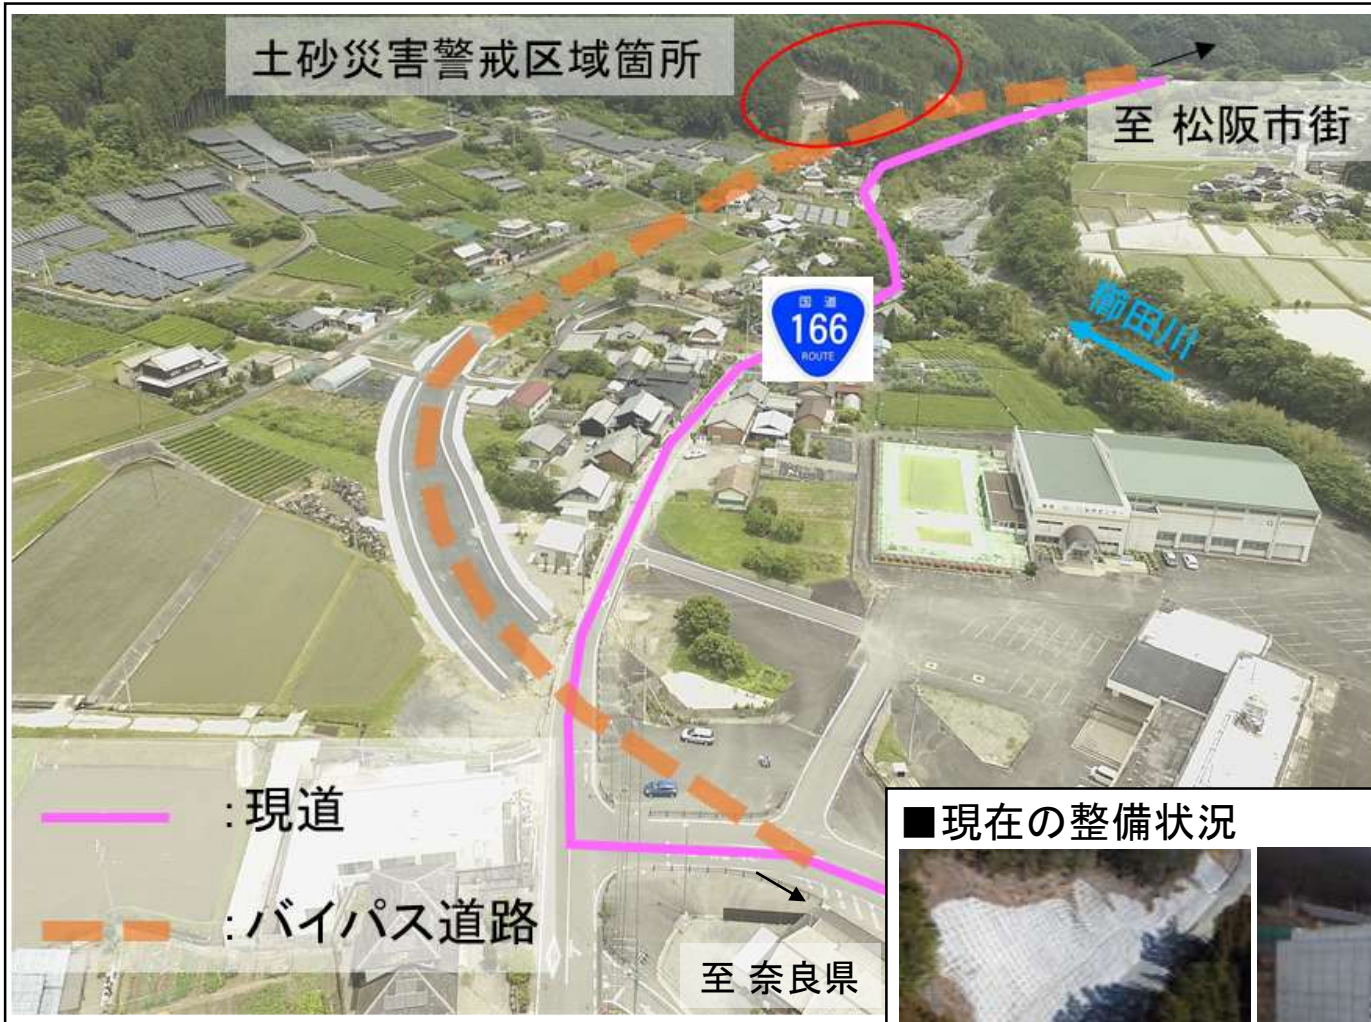 土砂災害警戒区域箇所
至 松阪市街
国道
166
ROUTE
櫛田川
:現道
:バイパス道路
至 奈良県
■現在の整備状況